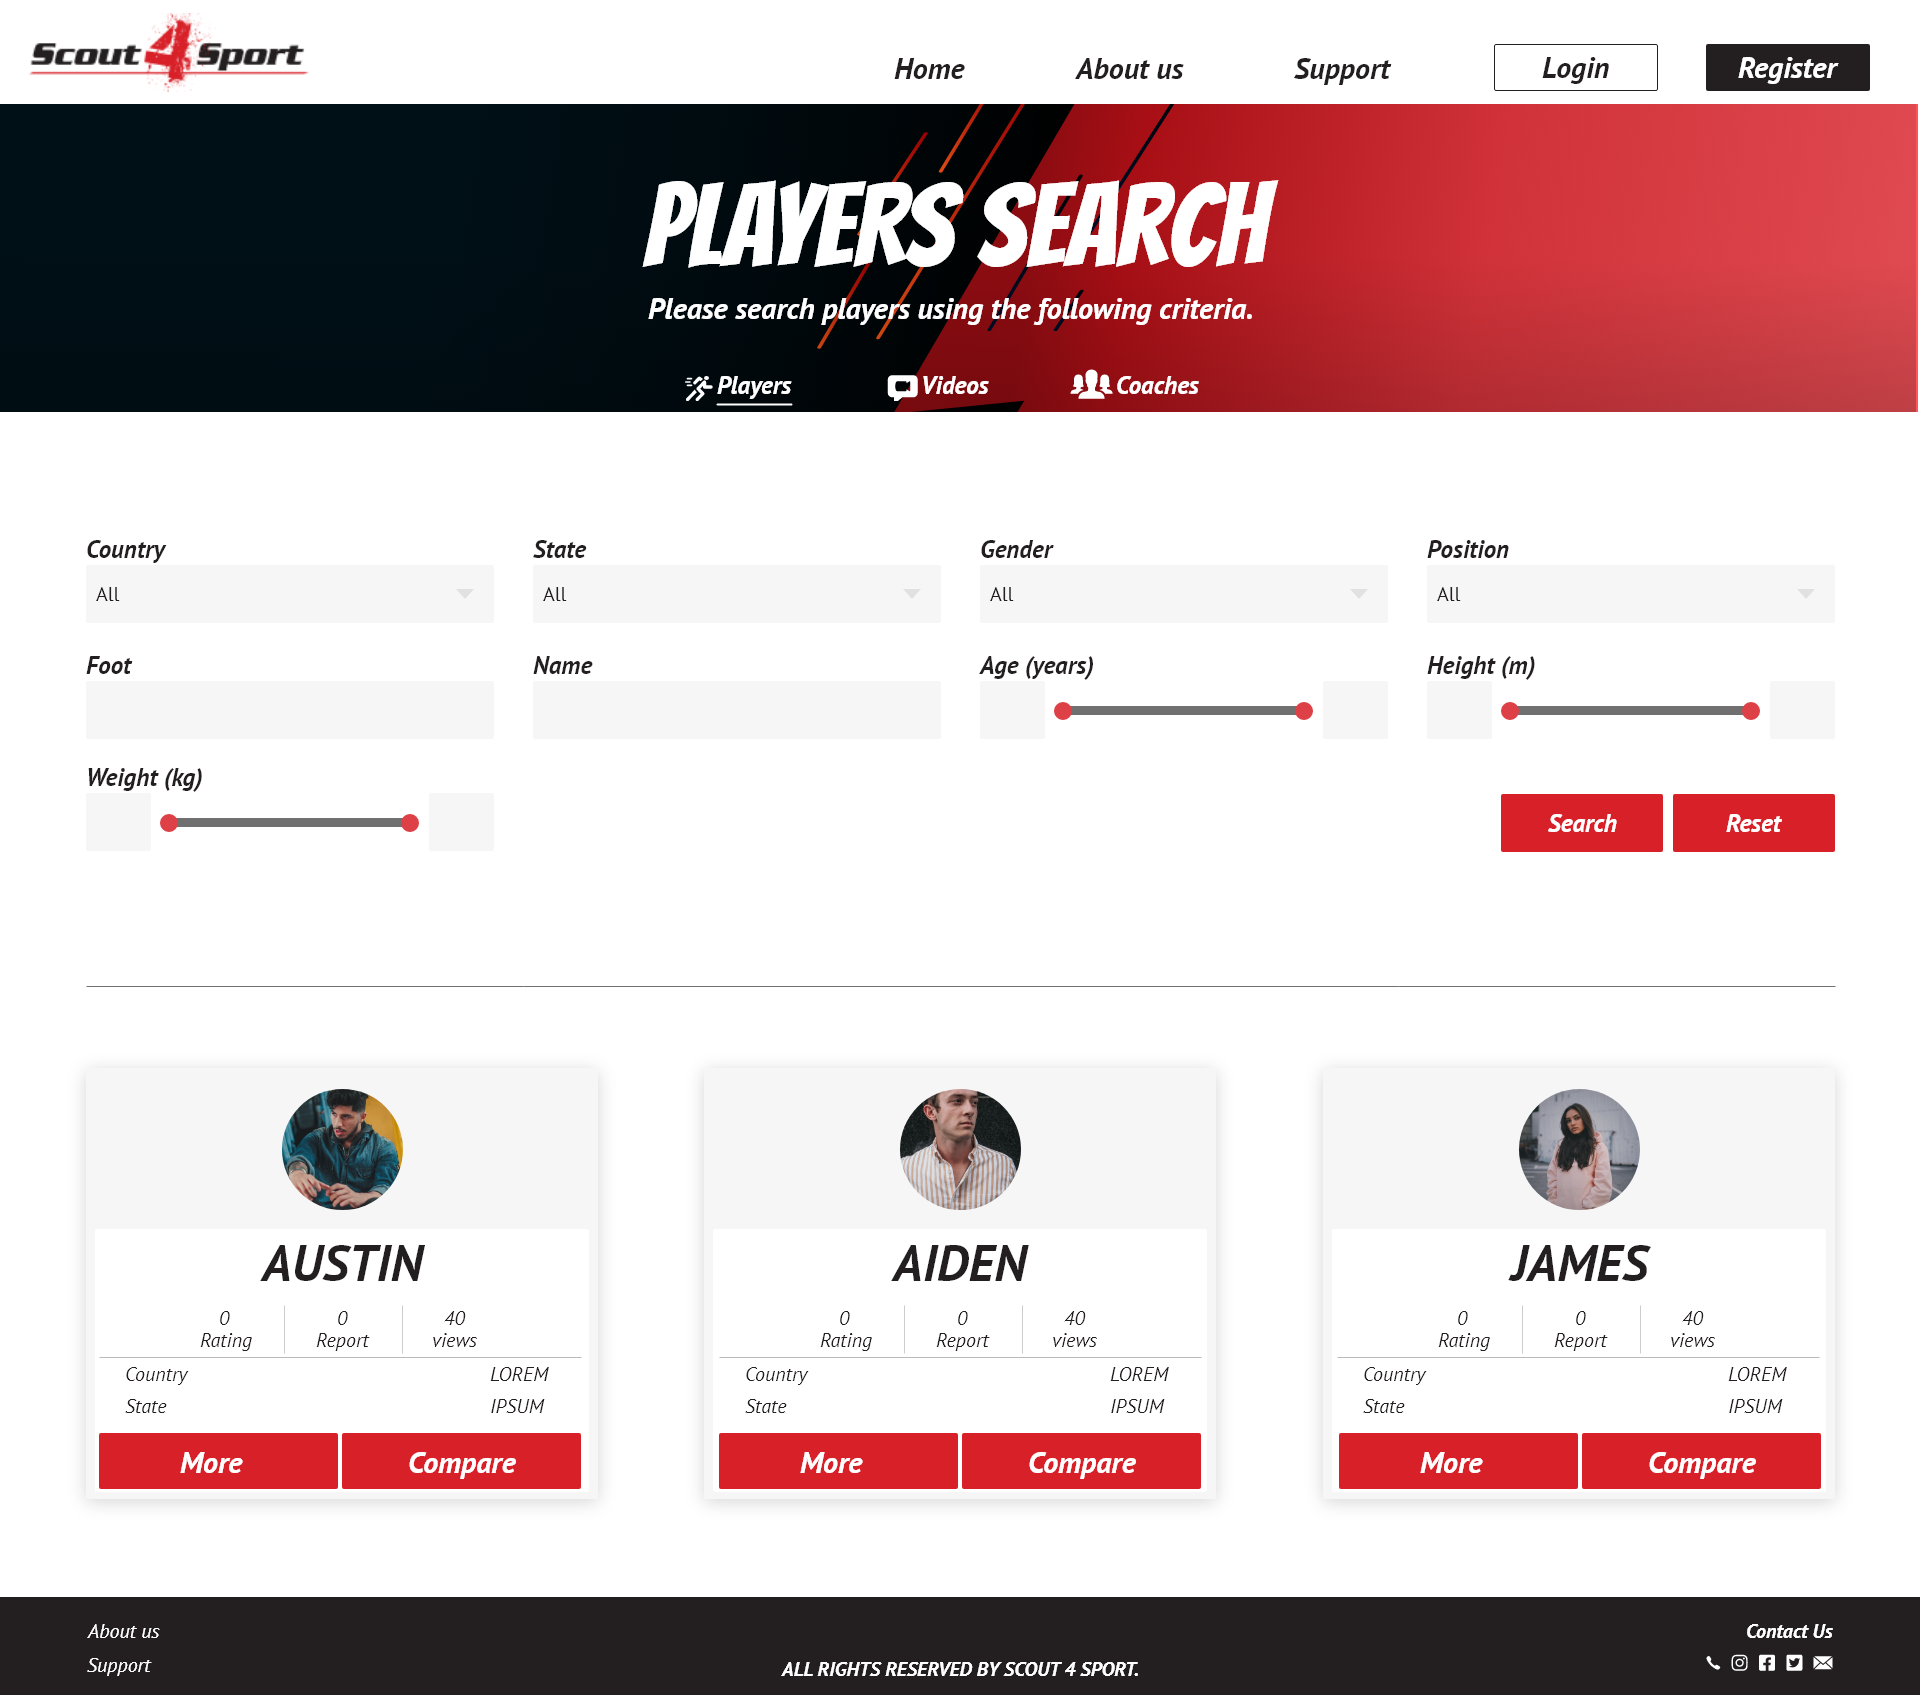 Scout 4 Sport
Home About us Support Login Register
PLAYERS SEARCH
Please search players using the following criteria.
Players Videos Coaches
Country State Gender Position
All All All All
Foot Name Age (years) Height (m)
Weight (kg)
Search Reset
AUSTIN AIDEN JAMES
0 0 40 0 0 40 0 0 40
Rating Report views Rating Report views Rating Report views
Country LOREM Country LOREM Country LOREM
State IPSUM State IPSUM State IPSUM
More Compare More Compare More Compare
About us Contact Us
Support ALL RIGHTS RESERVED BY SCOUT 4 SPORT.